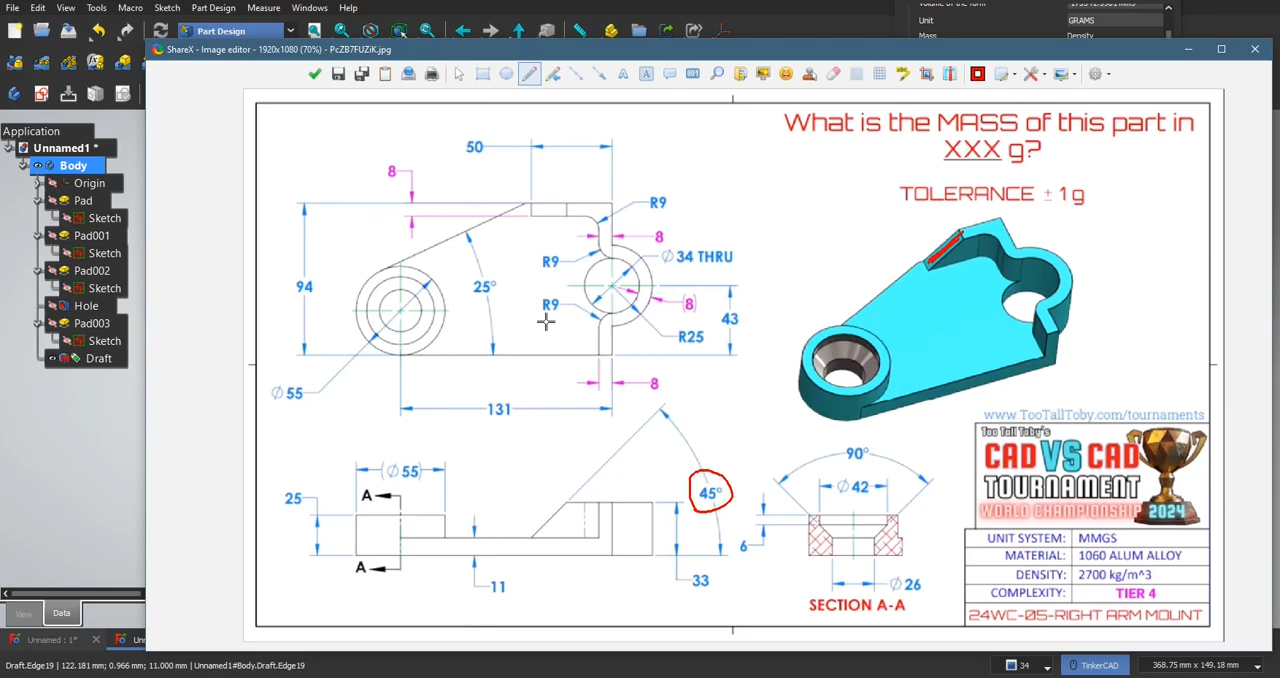 File Edit View Tools Macro Sketch Part Design Measure Windows Help
Part Design
Unit GRAMS
Mass Density
ShareX - Image editor - 1920x1080 (70%) - PcZB7FUZiK.jpg
Application
Unnamed1 *
Body
Origin
Pad
Sketch
Pad001
Sketch
Pad002
Sketch
Hole
Pad003
Sketch
Draft
What is the MASS of this part in
XXX g?
TOLERANCE ± 1 g
50
8
R9
8
R9
Ø 34 THRU
94
25°
R9
(8)
43
R25
Ø 55
8
131
www.TooTallToby.com/tournaments
Too Tall Toby's
CAD VS CAD
TOURNAMENT
WORLD CHAMPIONSHIP 2024
(Ø 55)
A
25
45°
90°
Ø 42
6
A
11
33
Ø 26
SECTION A-A
UNIT SYSTEM: MMGS
MATERIAL: 1060 ALUM ALLOY
DENSITY: 2700 kg/m^3
COMPLEXITY: TIER 4
24WC-05-RIGHT ARM MOUNT
View Data
Unnamed : 1*
Draft.Edge19 | 122.181 mm; 0.966 mm; 11.000 mm | Unnamed1#Body.Draft.Edge19
34
TinkerCAD
368.75 mm x 149.18 mm